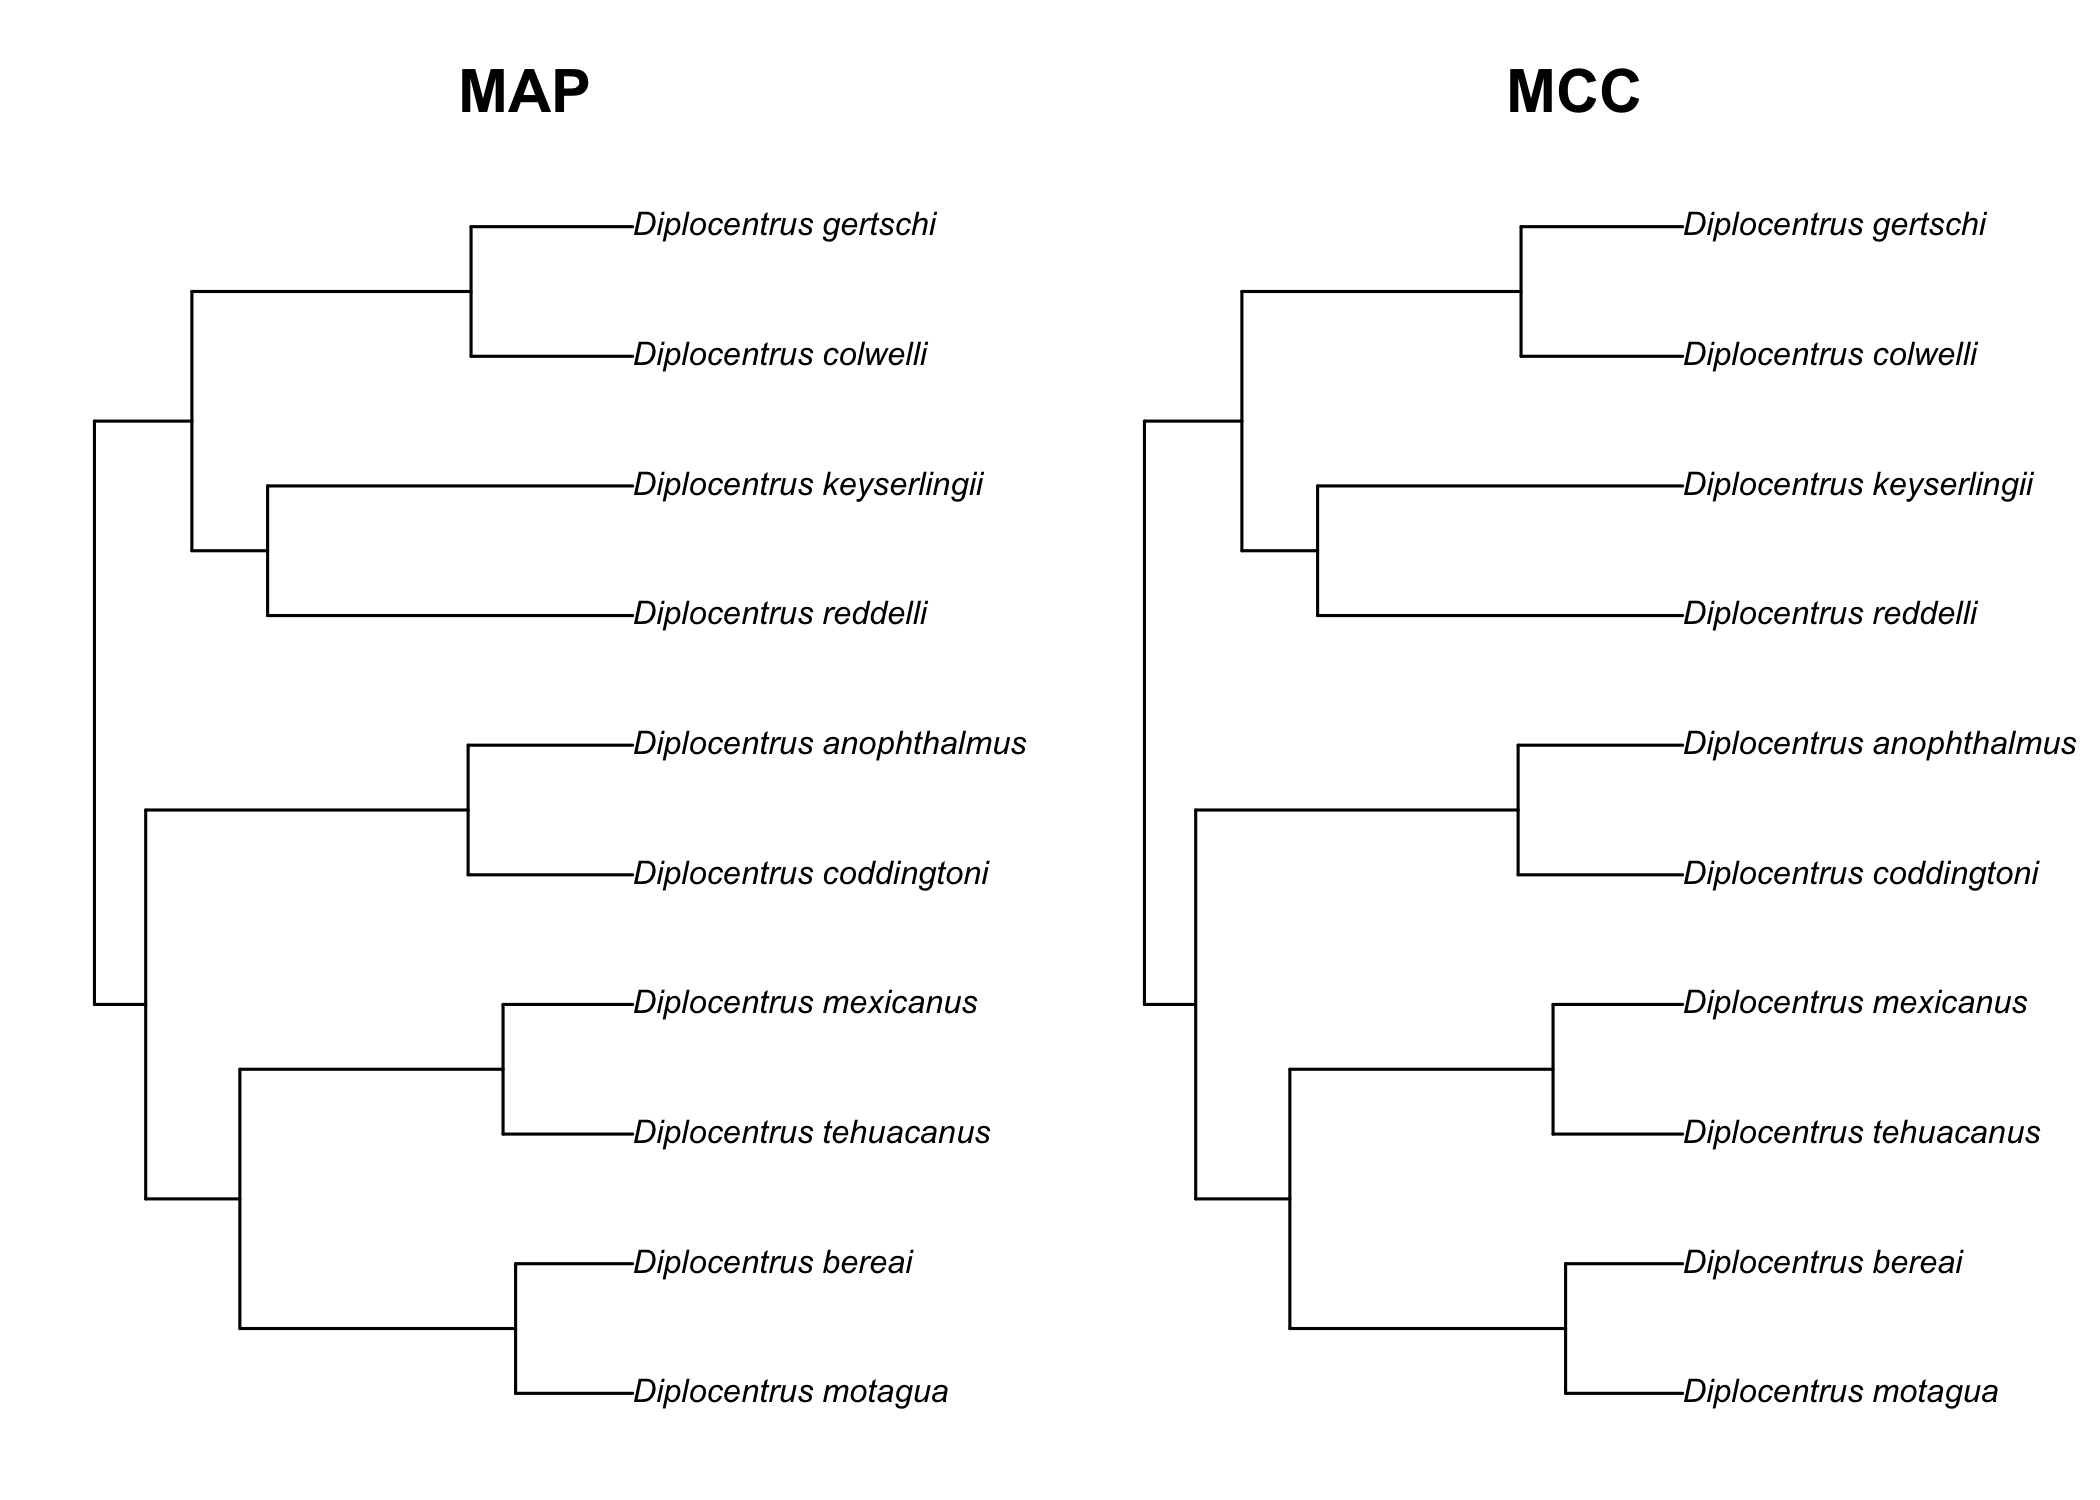 MAP
Diplocentrus gertschi
Diplocentrus colwelli
Diplocentrus keyserlingii
Diplocentrus reddelli
Diplocentrus anophthalmus
Diplocentrus coddingtoni
Diplocentrus mexicanus
Diplocentrus tehuacanus
Diplocentrus bereai
Diplocentrus motagua
MCC
Diplocentrus gertschi
Diplocentrus colwelli
Diplocentrus keyserlingii
Diplocentrus reddelli
Diplocentrus anophthalmus
Diplocentrus coddingtoni
Diplocentrus mexicanus
Diplocentrus tehuacanus
Diplocentrus bereai
Diplocentrus motagua